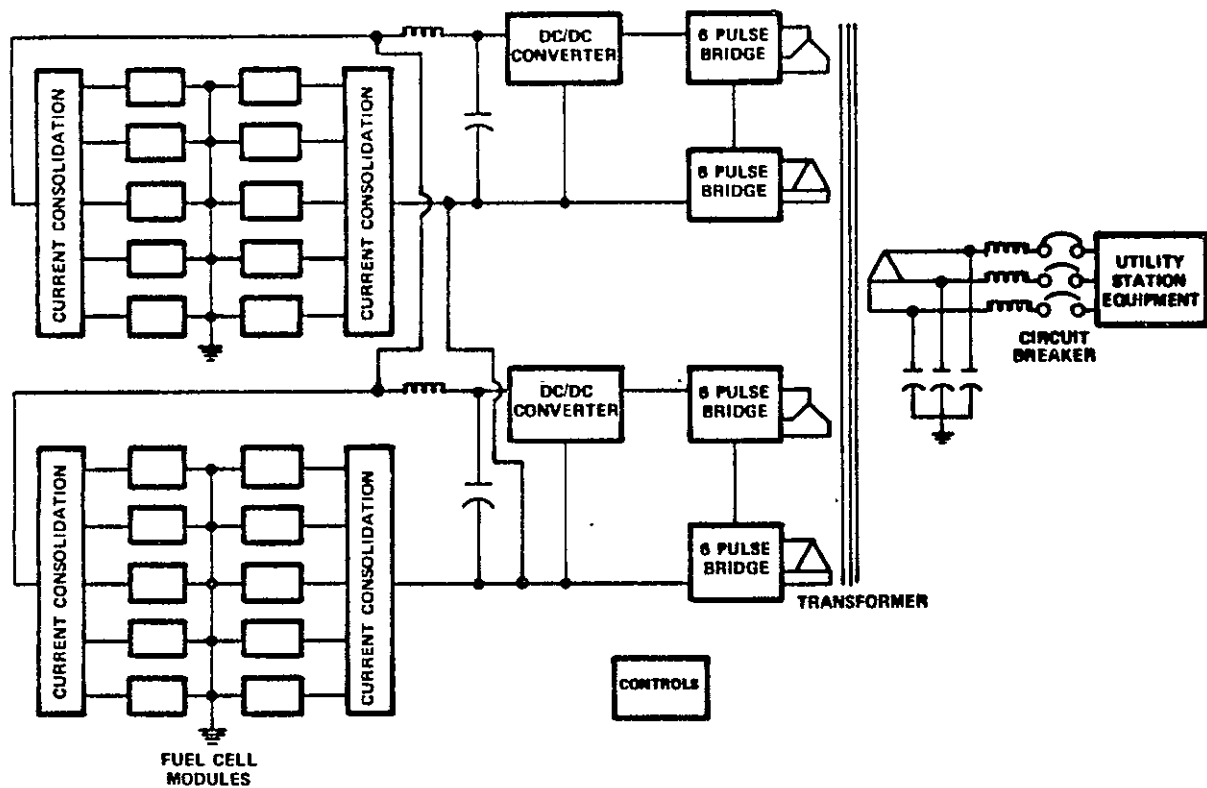 CURRENT CONSOLIDATION
CURRENT CONSOLIDATION
DC/DC
CONVERTER
6 PULSE
BRIDGE
6 PULSE
BRIDGE
UTILITY
STATION
EQUIPMENT
CIRCUIT
BREAKER
CURRENT CONSOLIDATION
CURRENT CONSOLIDATION
DC/DC
CONVERTER
6 PULSE
BRIDGE
6 PULSE
BRIDGE
TRANSFORMER
CONTROLS
FUEL CELL
MODULES